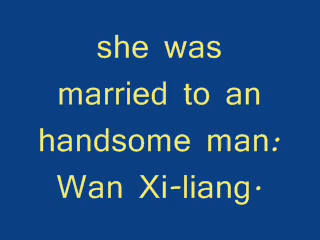 she was
married to an
handsome man:
Wan Xi-liang.